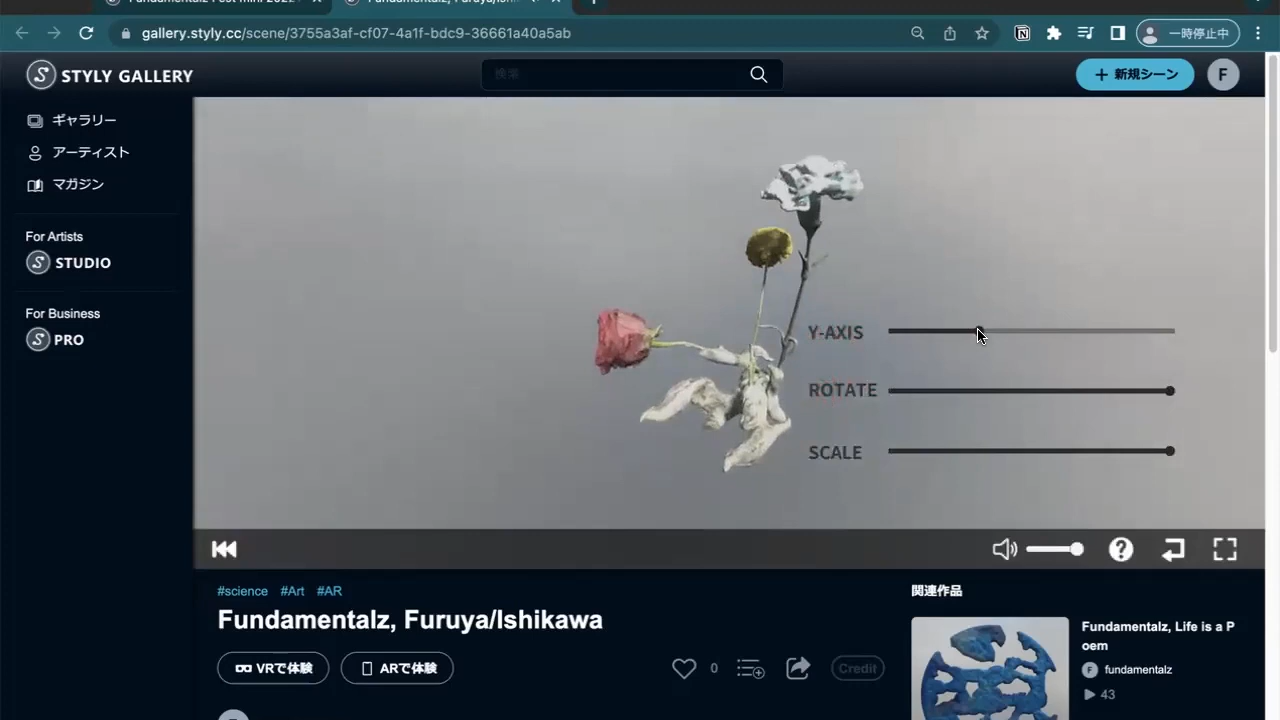 gallery.styly.cc/scene/3755a3af-cf07-4a1f-bdc9-36661a40a5ab
一時停止中
STYLY GALLERY
検索
新規シーン
F
ギャラリー
アーティスト
マガジン
For Artists
STUDIO
For Business
PRO
Y-AXIS
ROTATE
SCALE
#science #Art #AR
Fundamentalz, Furuya/Ishikawa
VRで体験
ARで体験
0
Credit
関連作品
Fundamentalz, Life is a P
oem
F fundamentalz
43